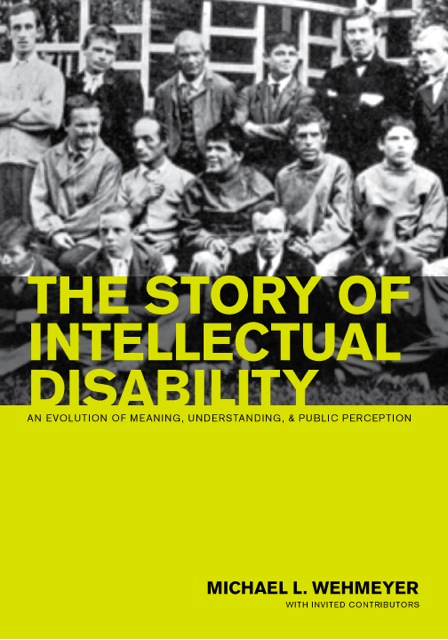 THE STORY OF
INTELLECTUAL
DISABILITY
AN EVOLUTION OF MEANING, UNDERSTANDING, & PUBLIC PERCEPTION
MICHAEL L. WEHMEYER
WITH INVITED CONTRIBUTORS